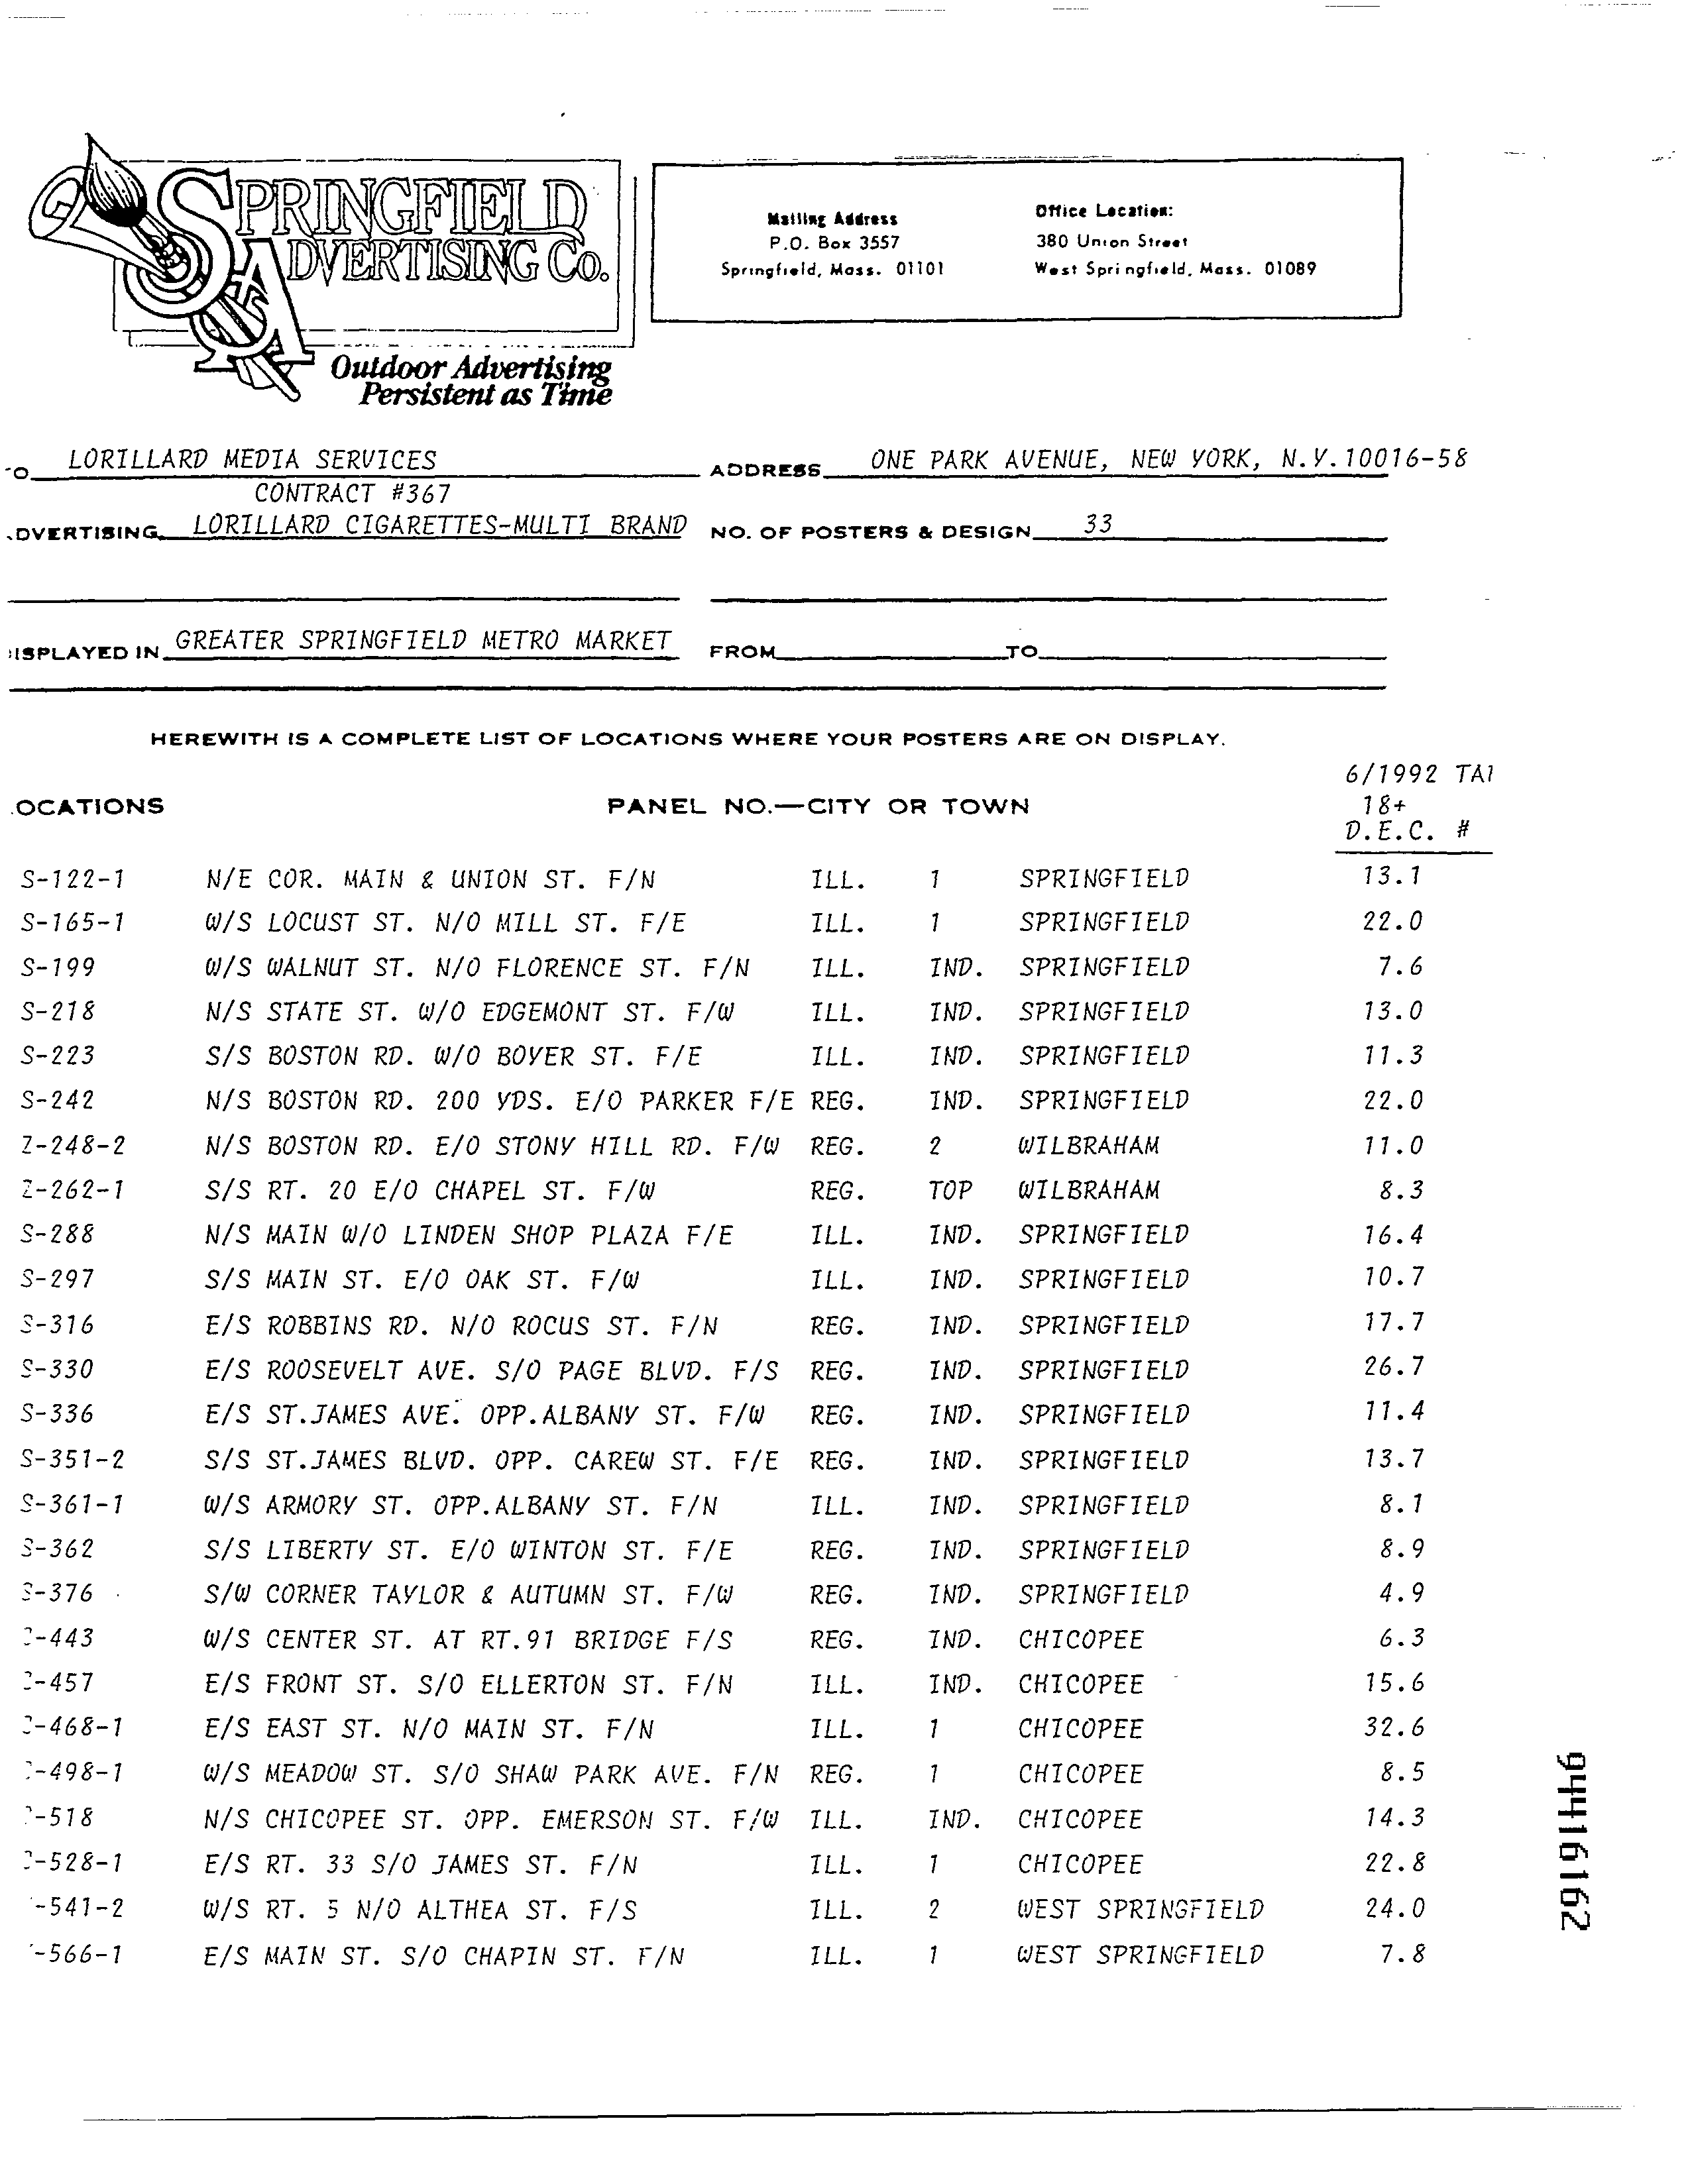 SPRINGFIELD
ADVERTISING CO.
Outdoor Advertising
Persistent as Time
Mailing Address
P.O. Box 3557
Springfield, Mass. 01101
Office Location:
380 Union Street
West Springfield, Mass. 01089
O LORILLARD MEDIA SERVICES ADDRESS ONE PARK AVENUE, NEW YORK, N.Y.10016-58
CONTRACT #367
DVERTISING LORILLARD CIGARETTES-MULTI BRAND NO. OF POSTERS & DESIGN 33
ISPLAYED IN GREATER SPRINGFIELD METRO MARKET FROM TO
HEREWITH IS A COMPLETE LIST OF LOCATIONS WHERE YOUR POSTERS ARE ON DISPLAY.
6/1992 TA
OCATIONS PANEL NO.—CITY OR TOWN 18+
D.E.C. #
S-122-1 N/E COR. MAIN & UNION ST. F/N ILL. 1 SPRINGFIELD 13.1
S-165-1 W/S LOCUST ST. N/O MILL ST. F/E ILL. 1 SPRINGFIELD 22.0
S-199 W/S WALNUT ST. N/O FLORENCE ST. F/N ILL. IND. SPRINGFIELD 7.6
S-218 N/S STATE ST. W/O EDGEMONT ST. F/W ILL. IND. SPRINGFIELD 13.0
S-223 S/S BOSTON RD. W/O BOYER ST. F/E ILL. IND. SPRINGFIELD 11.3
S-242 N/S BOSTON RD. 200 YDS. E/O PARKER F/E REG. IND. SPRINGFIELD 22.0
Z-248-2 N/S BOSTON RD. E/O STONY HILL RD. F/W REG. 2 WILBRAHAM 11.0
Z-262-1 S/S RT. 20 E/O CHAPEL ST. F/W REG. TOP WILBRAHAM 8.3
S-288 N/S MAIN W/O LINDEN SHOP PLAZA F/E ILL. IND. SPRINGFIELD 16.4
S-297 S/S MAIN ST. E/O OAK ST. F/W ILL. IND. SPRINGFIELD 10.7
S-316 E/S ROBBINS RD. N/O ROCUS ST. F/N REG. IND. SPRINGFIELD 17.7
S-330 E/S ROOSEVELT AVE. S/O PAGE BLVD. F/S REG. IND. SPRINGFIELD 26.7
S-336 E/S ST.JAMES AVE. OPP.ALBANY ST. F/W REG. IND. SPRINGFIELD 11.4
S-351-2 S/S ST.JAMES BLVD. OPP. CAREW ST. F/E REG. IND. SPRINGFIELD 13.7
S-361-1 W/S ARMORY ST. OPP.ALBANY ST. F/N ILL. IND. SPRINGFIELD 8.1
S-362 S/S LIBERTY ST. E/O WINTON ST. F/E REG. IND. SPRINGFIELD 8.9
S-376 S/W CORNER TAYLOR & AUTUMN ST. F/W REG. IND. SPRINGFIELD 4.9
-443 W/S CENTER ST. AT RT.91 BRIDGE F/S REG. IND. CHICOPEE 6.3
-457 E/S FRONT ST. S/O ELLERTON ST. F/N ILL. IND. CHICOPEE 15.6
-468-1 E/S EAST ST. N/O MAIN ST. F/N ILL. 1 CHICOPEE 32.6
-498-1 W/S MEADOW ST. S/O SHAW PARK AVE. F/N REG. 1 CHICOPEE 8.5
-518 N/S CHICOPEE ST. OPP. EMERSON ST. F/W ILL. IND. CHICOPEE 14.3
-528-1 E/S RT. 33 S/O JAMES ST. F/N ILL. 1 CHICOPEE 22.8
-541-2 W/S RT. 5 N/O ALTHEA ST. F/S ILL. 2 WEST SPRINGFIELD 24.0
-566-1 E/S MAIN ST. S/O CHAPIN ST. F/N ILL. 1 WEST SPRINGFIELD 7.8
94416162